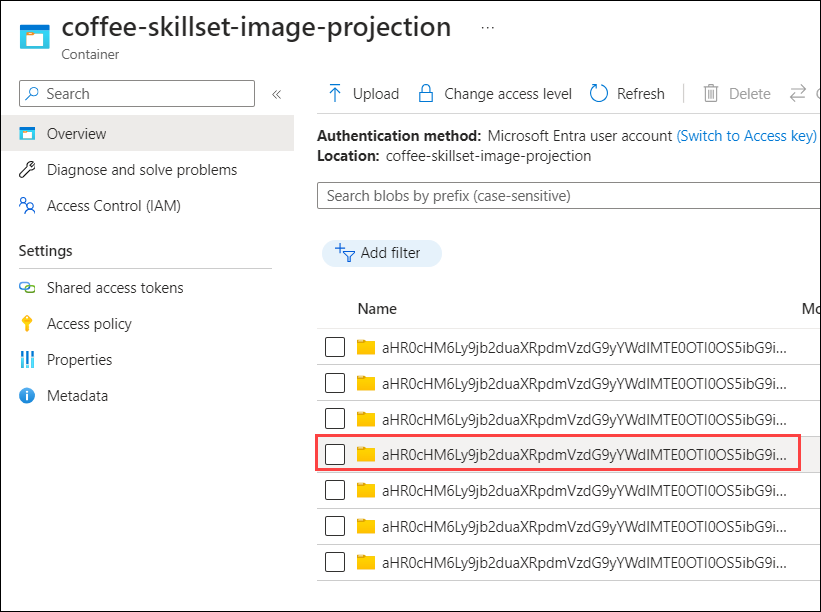 coffee-skillset-image-projection ...
Container
Search
«
Upload Change access level Refresh Delete
Overview
Diagnose and solve problems
Access Control (IAM)
Settings
Shared access tokens
Access policy
Properties
Metadata
Authentication method: Microsoft Entra user account (Switch to Access key)
Location: coffee-skillset-image-projection
Search blobs by prefix (case-sensitive)
Add filter
Name Mo
aHR0cHM6Ly9jb2duaXRpdmVzdG9yYWdlMTE0OTI0OS5ibG9i...
aHR0cHM6Ly9jb2duaXRpdmVzdG9yYWdlMTE0OTI0OS5ibG9i...
aHR0cHM6Ly9jb2duaXRpdmVzdG9yYWdlMTE0OTI0OS5ibG9i...
aHR0cHM6Ly9jb2duaXRpdmVzdG9yYWdlMTE0OTI0OS5ibG9i...
aHR0cHM6Ly9jb2duaXRpdmVzdG9yYWdlMTE0OTI0OS5ibG9i...
aHR0cHM6Ly9jb2duaXRpdmVzdG9yYWdlMTE0OTI0OS5ibG9i...
aHR0cHM6Ly9jb2duaXRpdmVzdG9yYWdlMTE0OTI0OS5ibG9i...